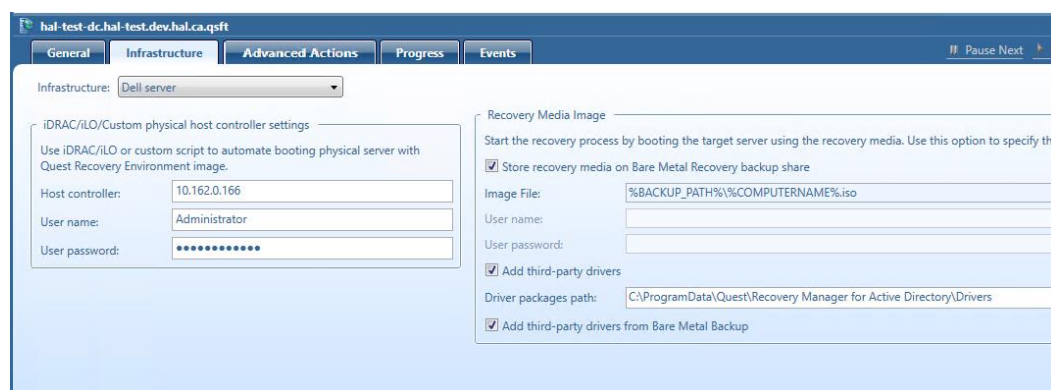 hal-test-dc.hal-test.dev.hal.ca.qsft
General Infrastructure Advanced Actions Progress Events Pause Next
Infrastructure: Dell server
iDRAC/iLO/Custom physical host controller settings
Use iDRAC/iLO or custom script to automate booting physical server with
Quest Recovery Environment image.
Host controller: 10.162.0.166
User name: Administrator
User password: ●●●●●●●●●●●●
Recovery Media Image
Start the recovery process by booting the target server using the recovery media. Use this option to specify th
Store recovery media on Bare Metal Recovery backup share
Image File: %BACKUP_PATH%\%COMPUTERNAME%.iso
User name:
User password:
Add third-party drivers
Driver packages path: C:\ProgramData\Quest\Recovery Manager for Active Directory\Drivers
Add third-party drivers from Bare Metal Backup